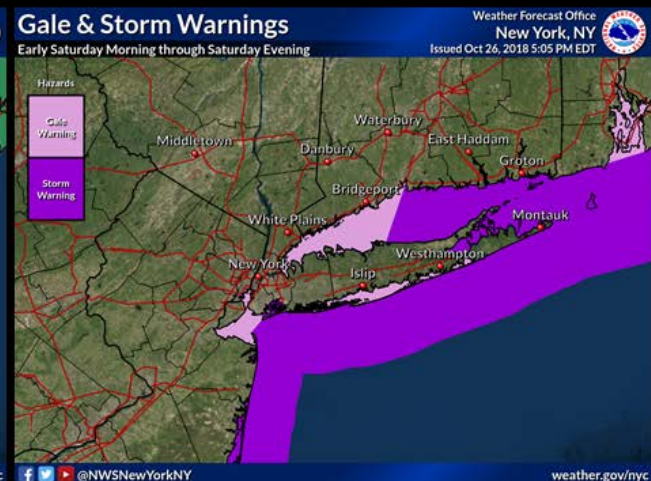 Gale & Storm Warnings
Early Saturday Morning through Saturday Evening
Weather Forecast Office
New York, NY
Issued Oct 26, 2018 5:05 PM EDT
Hazards
Gale
Warning
Storm
Warning
Middletown
Waterbury
Danbury
East Haddam
Groton
Bridgeport
White Plains
Montauk
New York
Westhampton
Islip
@NWSNewYorkNY
weather.gov/nyc